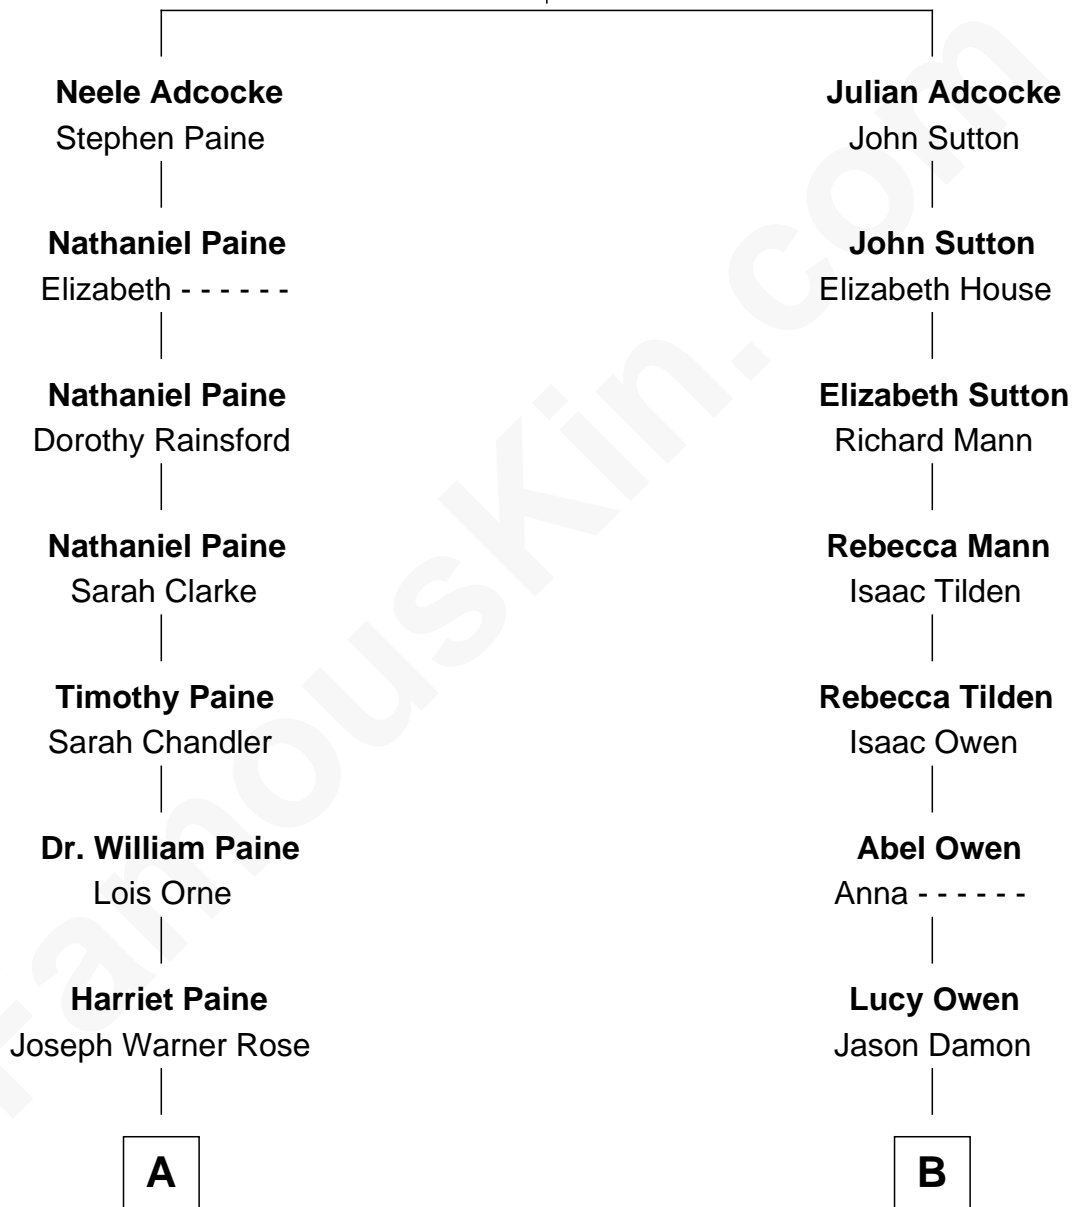 Neele Adcocke
Stephen Paine
Nathaniel Paine
Elizabeth - - - - - -
Nathaniel Paine
Dorothy Rainsford
Nathaniel Paine
Sarah Clarke
Timothy Paine
Sarah Chandler
Dr. William Paine
Lois Orne
Harriet Paine
Joseph Warner Rose
A
Julian Adcocke
John Sutton
John Sutton
Elizabeth House
Elizabeth Sutton
Richard Mann
Rebecca Mann
Isaac Tilden
Rebecca Tilden
Isaac Owen
Abel Owen
Anna - - - - - -
Lucy Owen
Jason Damon
B
FamousKin.com